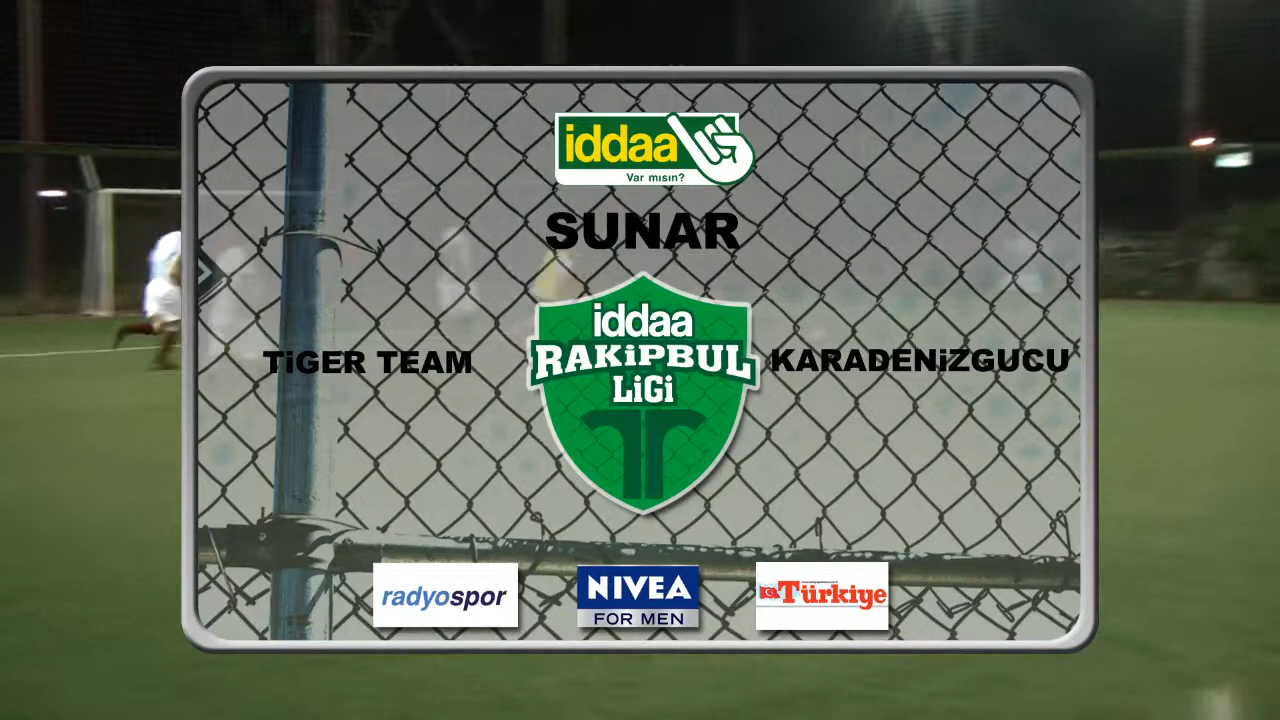 iddaa
Var mısın?
SUNAR
iddaa
RAKiPBUL
LiGi
TiGER TEAM
KARADENiZGUCU
radyospor
NIVEA
FOR MEN
Türkiye